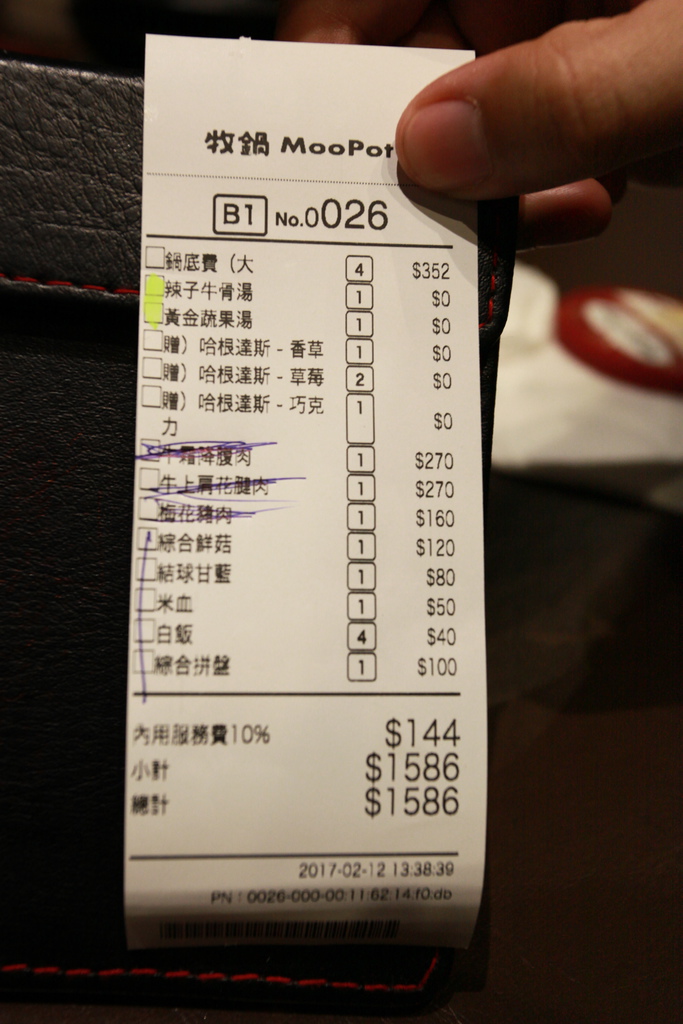 牧鍋 MooPot
B1 No.0026
鍋底費（大 4 $352
辣子牛骨湯 1 $0
黃金蔬果湯 1 $0
贈）哈根達斯 - 香草 1 $0
贈）哈根達斯 - 草莓 2 $0
贈）哈根達斯 - 巧克 1 $0
力
牛霜降腹肉 1 $270
牛上肩花腱肉 1 $270
梅花豬肉 1 $160
綜合鮮菇 1 $120
結球甘藍 1 $80
米血 1 $50
白飯 4 $40
綜合拼盤 1 $100
內用服務費10% $144
小計 $1586
總計 $1586
2017-02-12 13:38:39
PN : 0026-000-00:11:62:14:f0:db